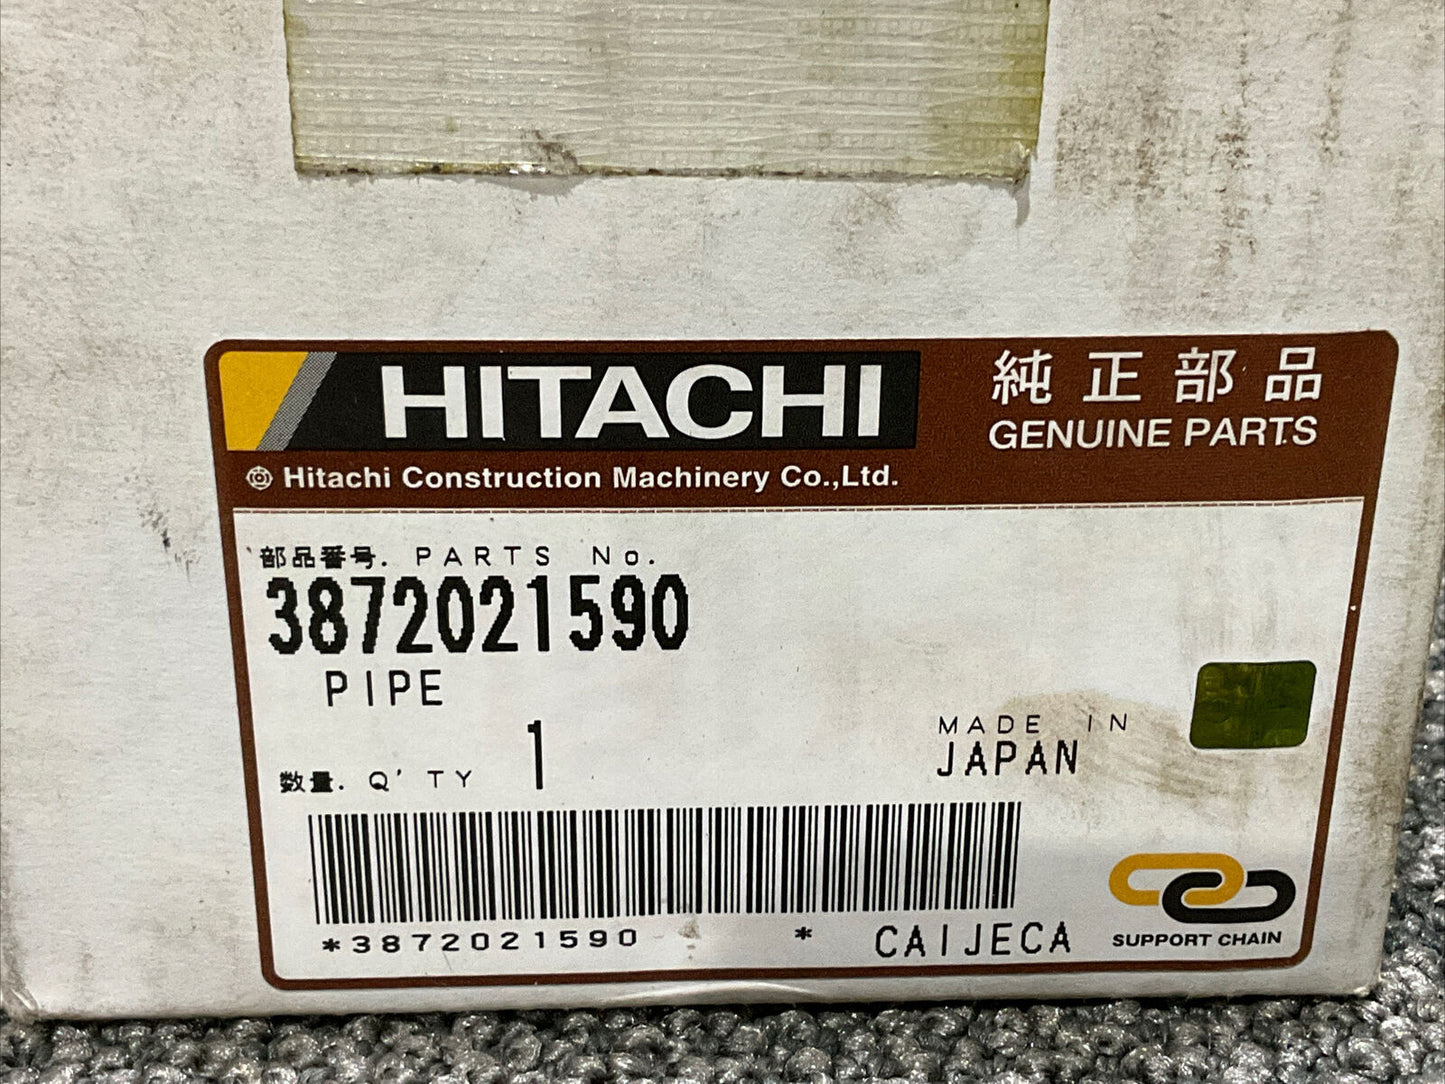 HITACHI
純正部品
GENUINE PARTS
Hitachi Construction Machinery Co.,Ltd.
部品番号. PARTS No.
3872021590
PIPE
数量. Q'TY 1
MADE IN
JAPAN
*3872021590 * CAIJECA
SUPPORT CHAIN